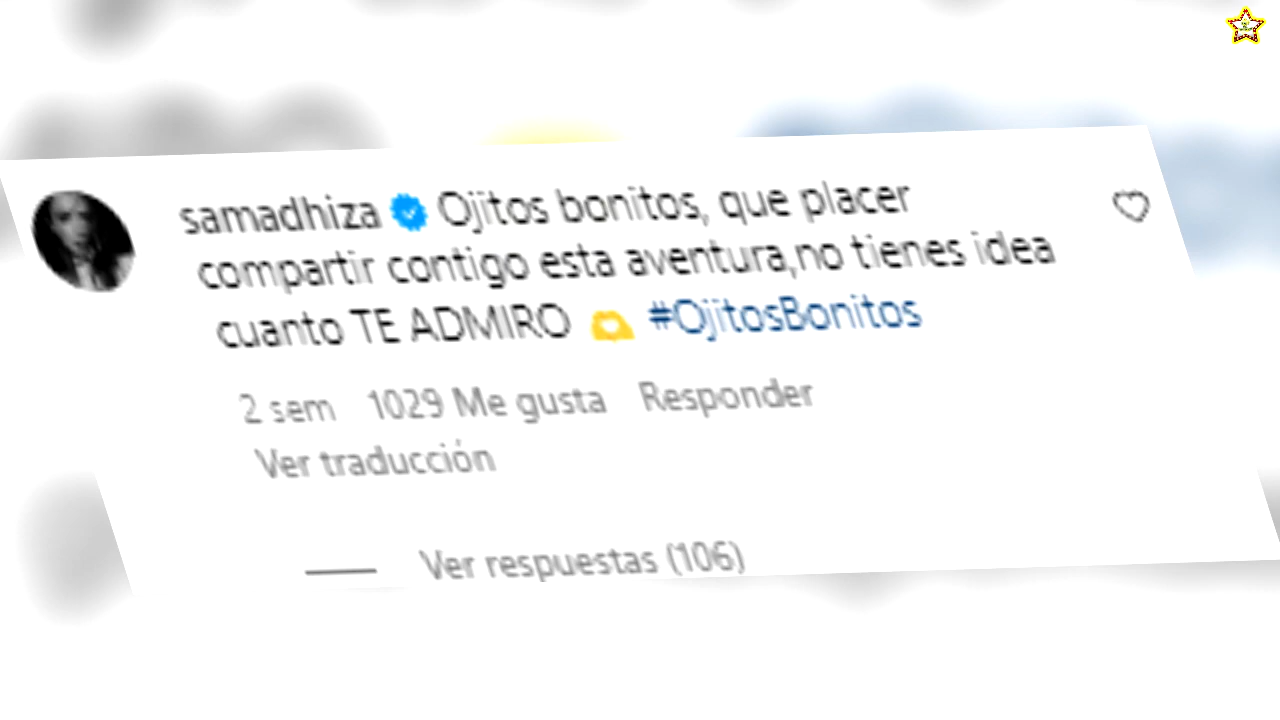 samadhiza Ojitos bonitos, que placer
compartir contigo esta aventura,no tienes idea
cuanto TE ADMIRO 🫶 #OjitosBonitos
2 sem 1029 Me gusta Responder
Ver traducción
Ver respuestas (106)